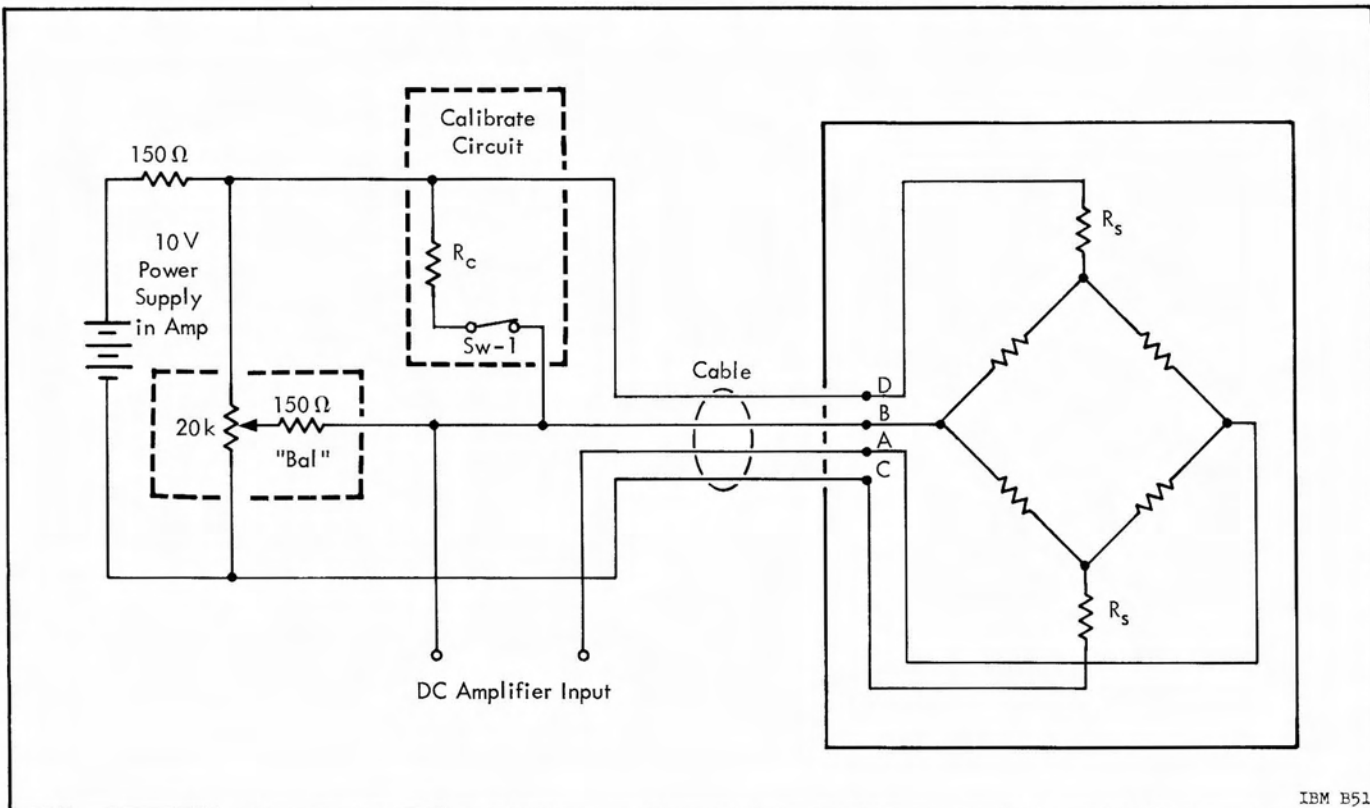 Calibrate
Circuit
150 Ω
10 V
Power
Supply
in Amp
R_c
Sw-1
20k
150 Ω
"Bal"
Cable
D
B
A
C
R_s
R_s
DC Amplifier Input
IBM B51